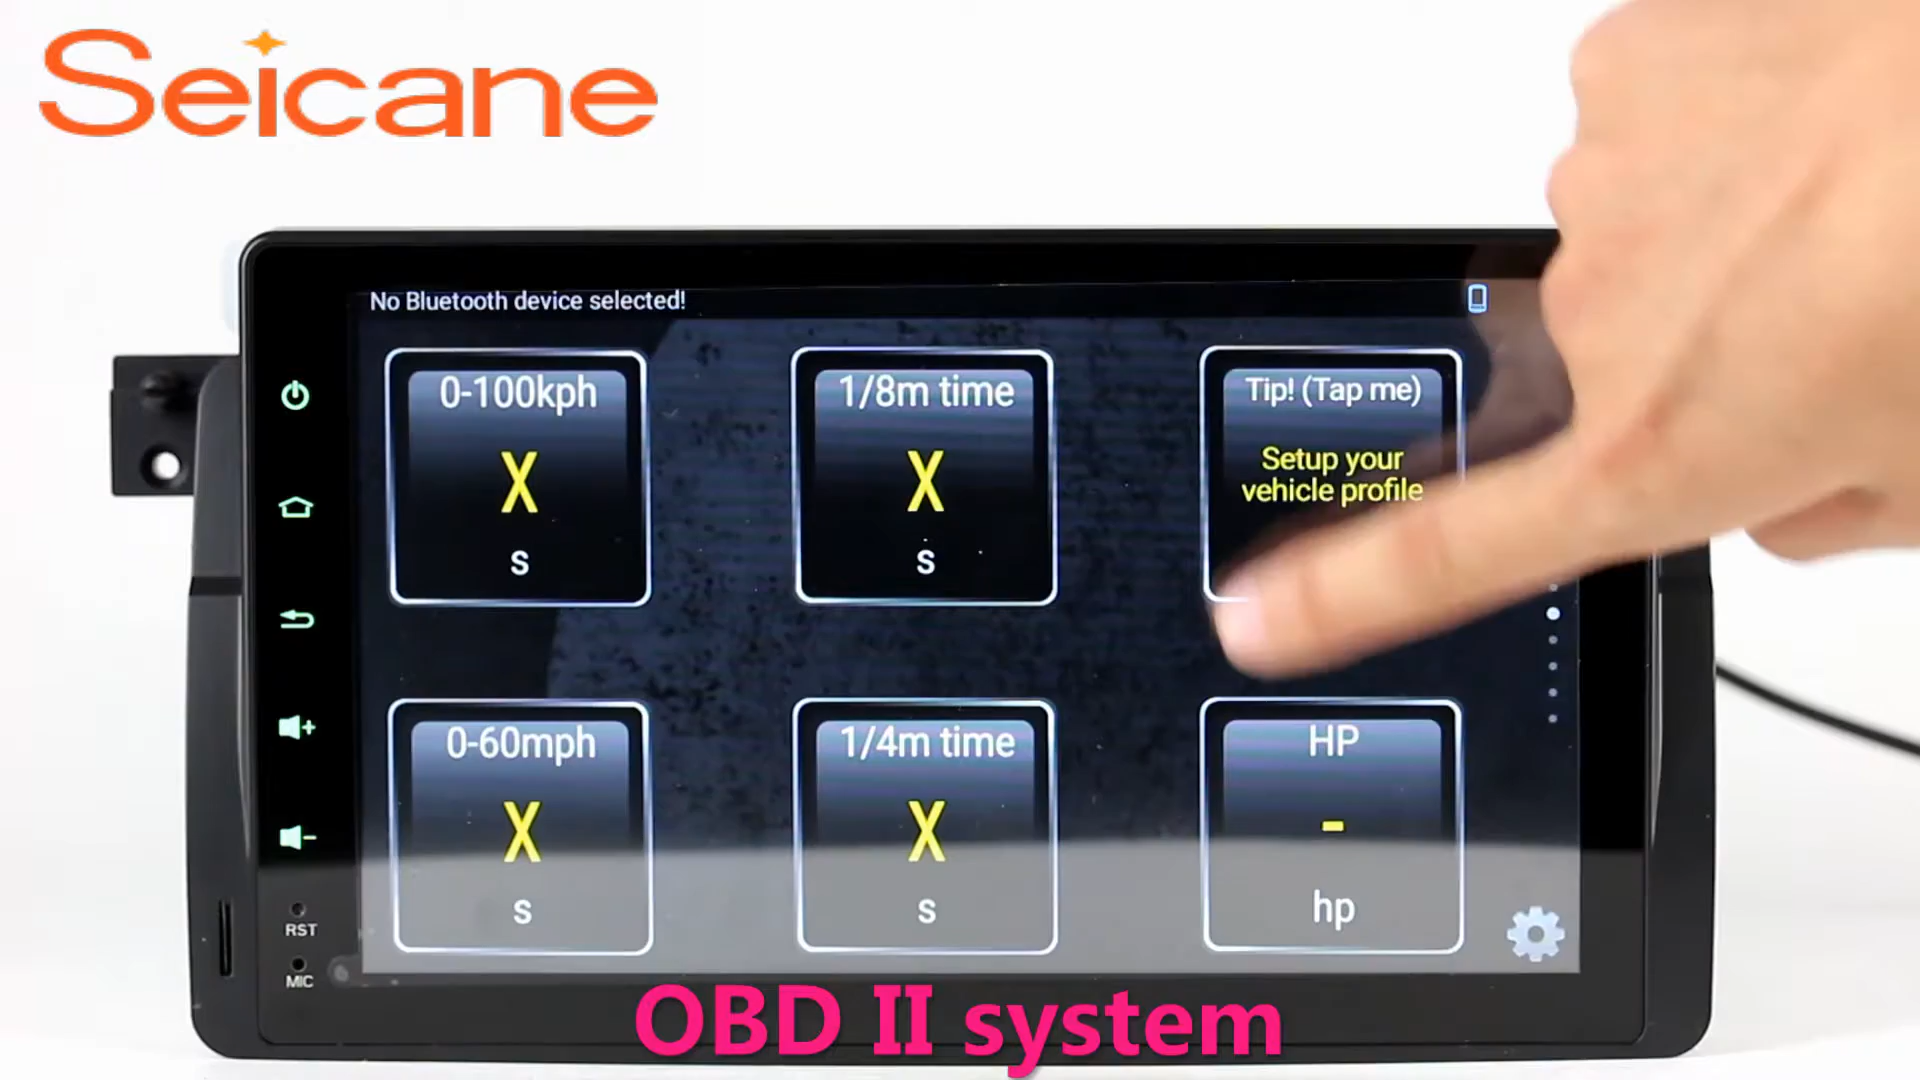 Seicane
No Bluetooth device selected!
0-100kph
X
s
1/8m time
X
s
Tip! (Tap me)
Setup your
vehicle profile
0-60mph
X
s
1/4m time
X
s
HP
-
hp
RST
MIC
OBD II system